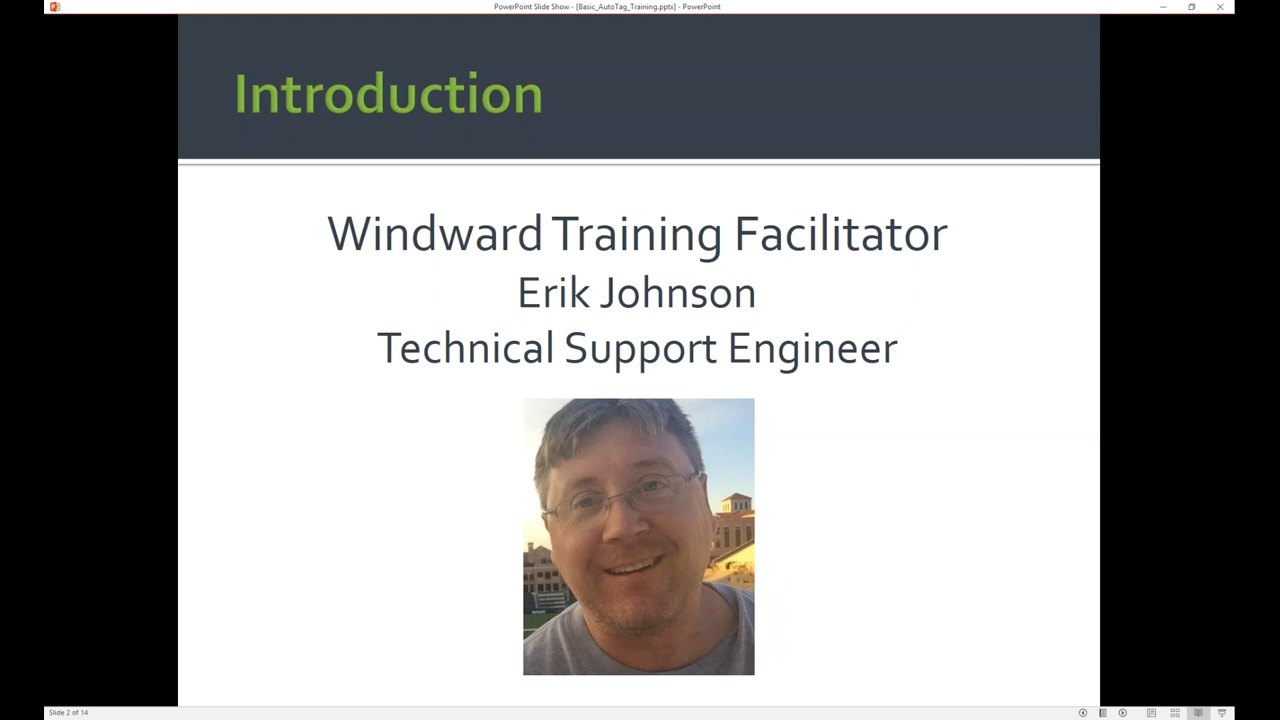 PowerPoint Slide Show - [Basic_AutoTag_Training.pptx] - PowerPoint
Introduction
Windward Training Facilitator
Erik Johnson
Technical Support Engineer
Slide 2 of 14